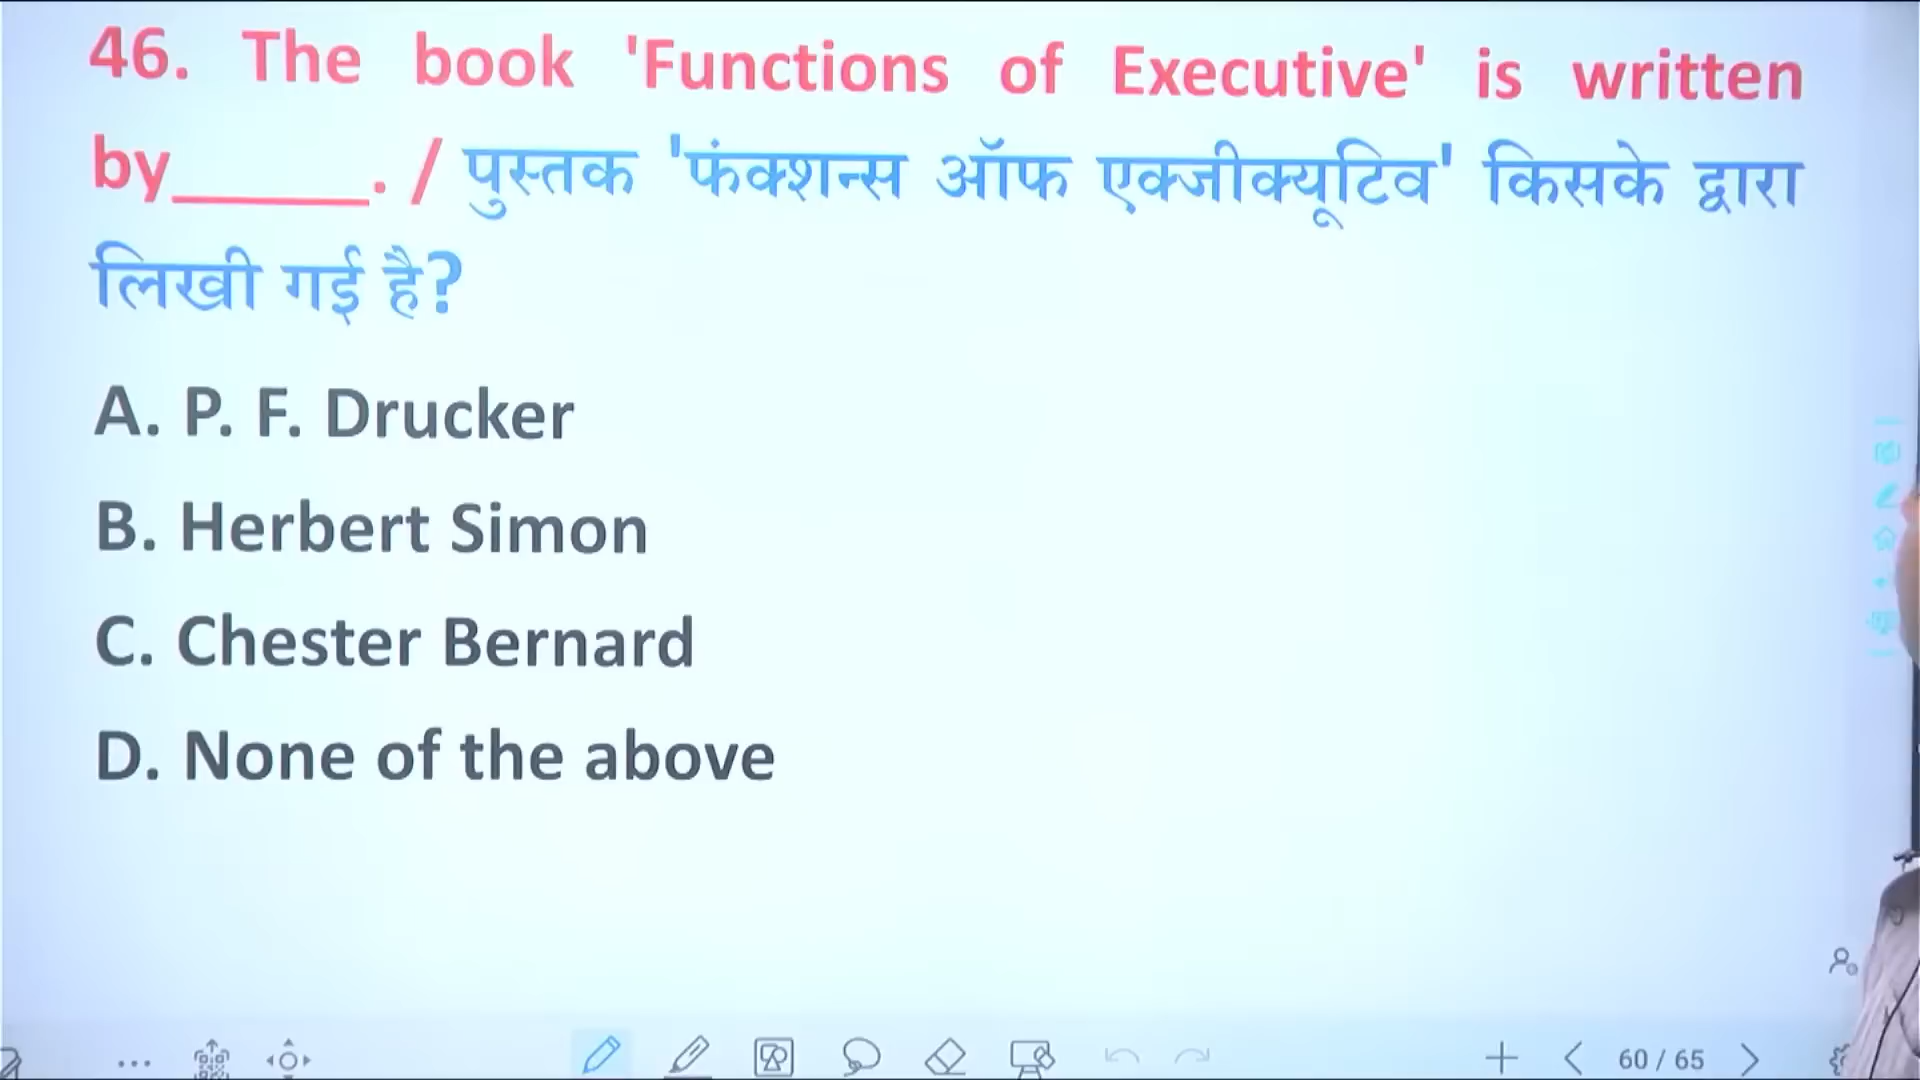 46. The book 'Functions of Executive' is written
by______. / पुस्तक 'फंक्शन्स ऑफ एक्जीक्यूटिव' किसके द्वारा
लिखी गई है?
A. P. F. Drucker
B. Herbert Simon
C. Chester Bernard
D. None of the above
60 / 65